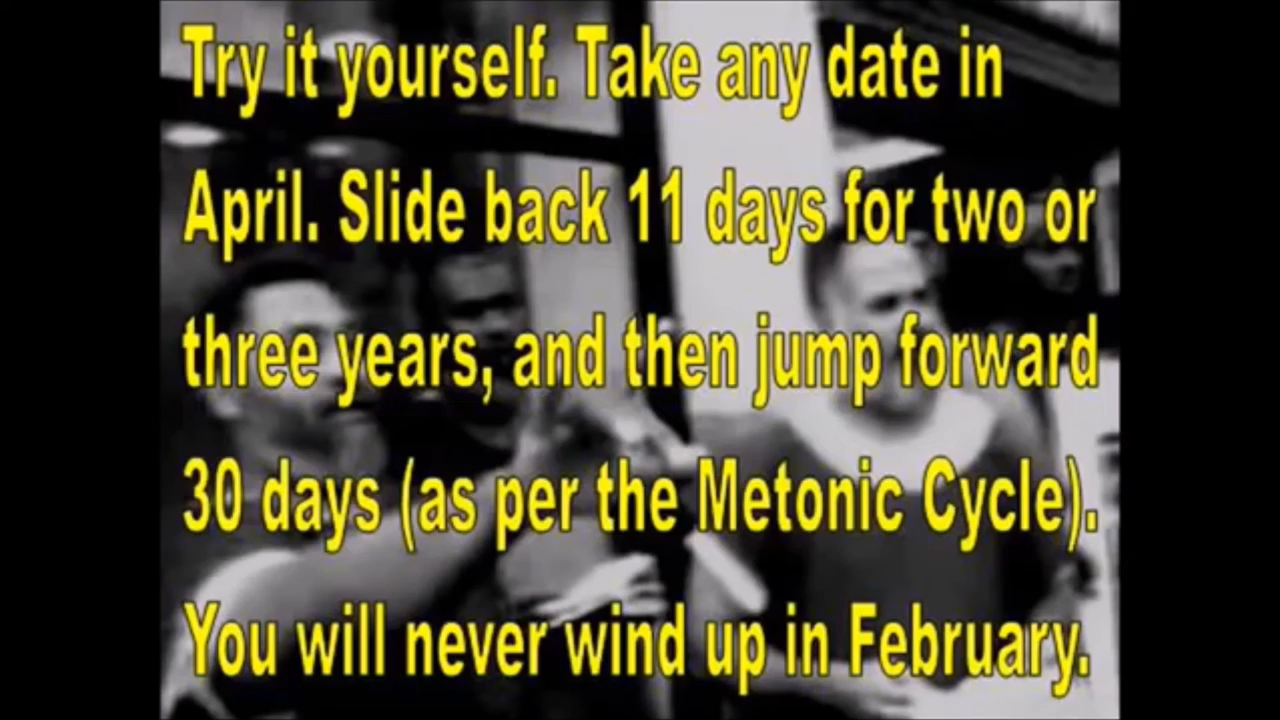 Try it yourself. Take any date in
April. Slide back 11 days for two or
three years, and then jump forward
30 days (as per the Metonic Cycle).
You will never wind up in February.